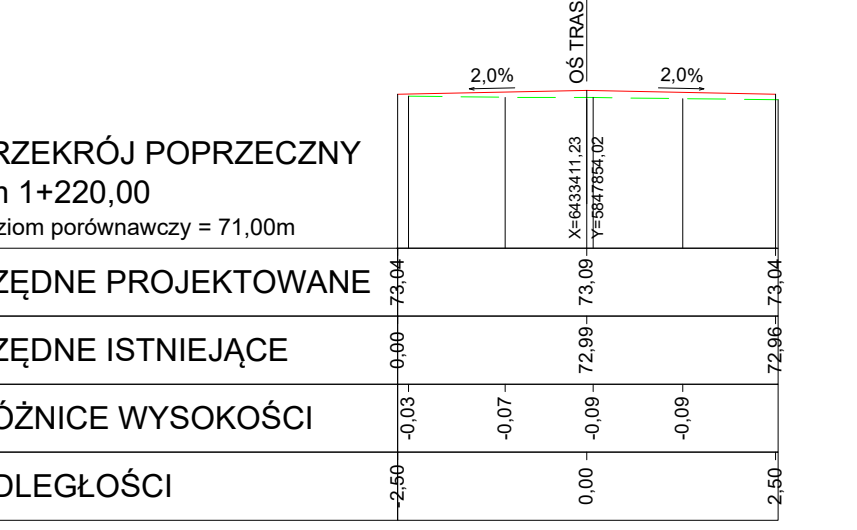 OŚ TRAS
2,0% 2,0%
RZEKRÓJ POPRZECZNY
1+220,00
ziom porównawczy = 71,00m
X=6433411,23
Y=5847854,02
ZĘDNE PROJEKTOWANE 73,04 73,09 73,04
ZĘDNE ISTNIEJĄCE 0,00 72,99 72,96
ÓŻNICE WYSOKOŚCI -0,03 -0,07 -0,09 -0,09
DLEGŁOŚCI -2,50 0,00 2,50